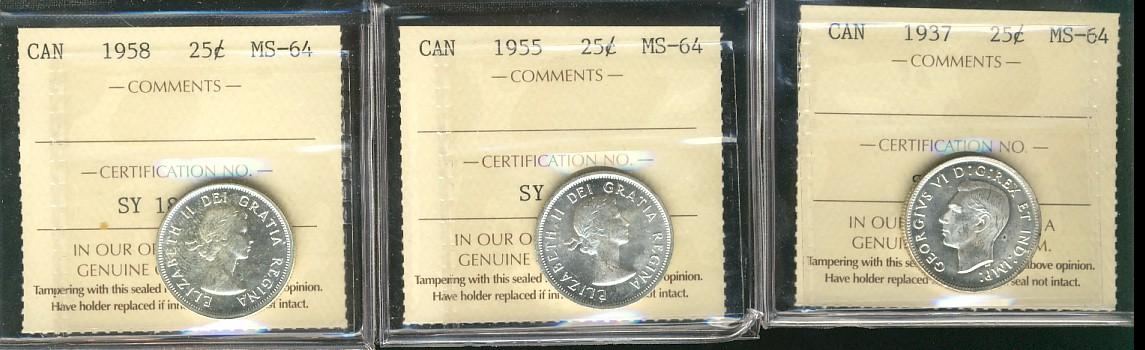 CAN 1958 25¢ MS-64
— COMMENTS —
— CERTIFICATION NO. —
SY 18
IN OUR O
GENUINE
Tampering with this sealed opinion.
Have holder replaced if inn intact.
ELIZABETH II DEI GRATIA REGINA
CAN 1955 25¢ MS-64
— COMMENTS —
— CERTIFICATION NO. —
SY
IN OUR O
GENUINE
Tampering with this sealed opinion.
Have holder replaced if inn t intact.
ELIZABETH II DEI GRATIA REGINA
CAN 1937 25¢ MS-64
— COMMENTS —
— CERTIFICATION NO. —
IN OUR A
GENUI M.
Tampering with this se above opinion.
Have holder replaced seal not intact.
GEORGIVS VI D:G:REX ET IND:IMP: